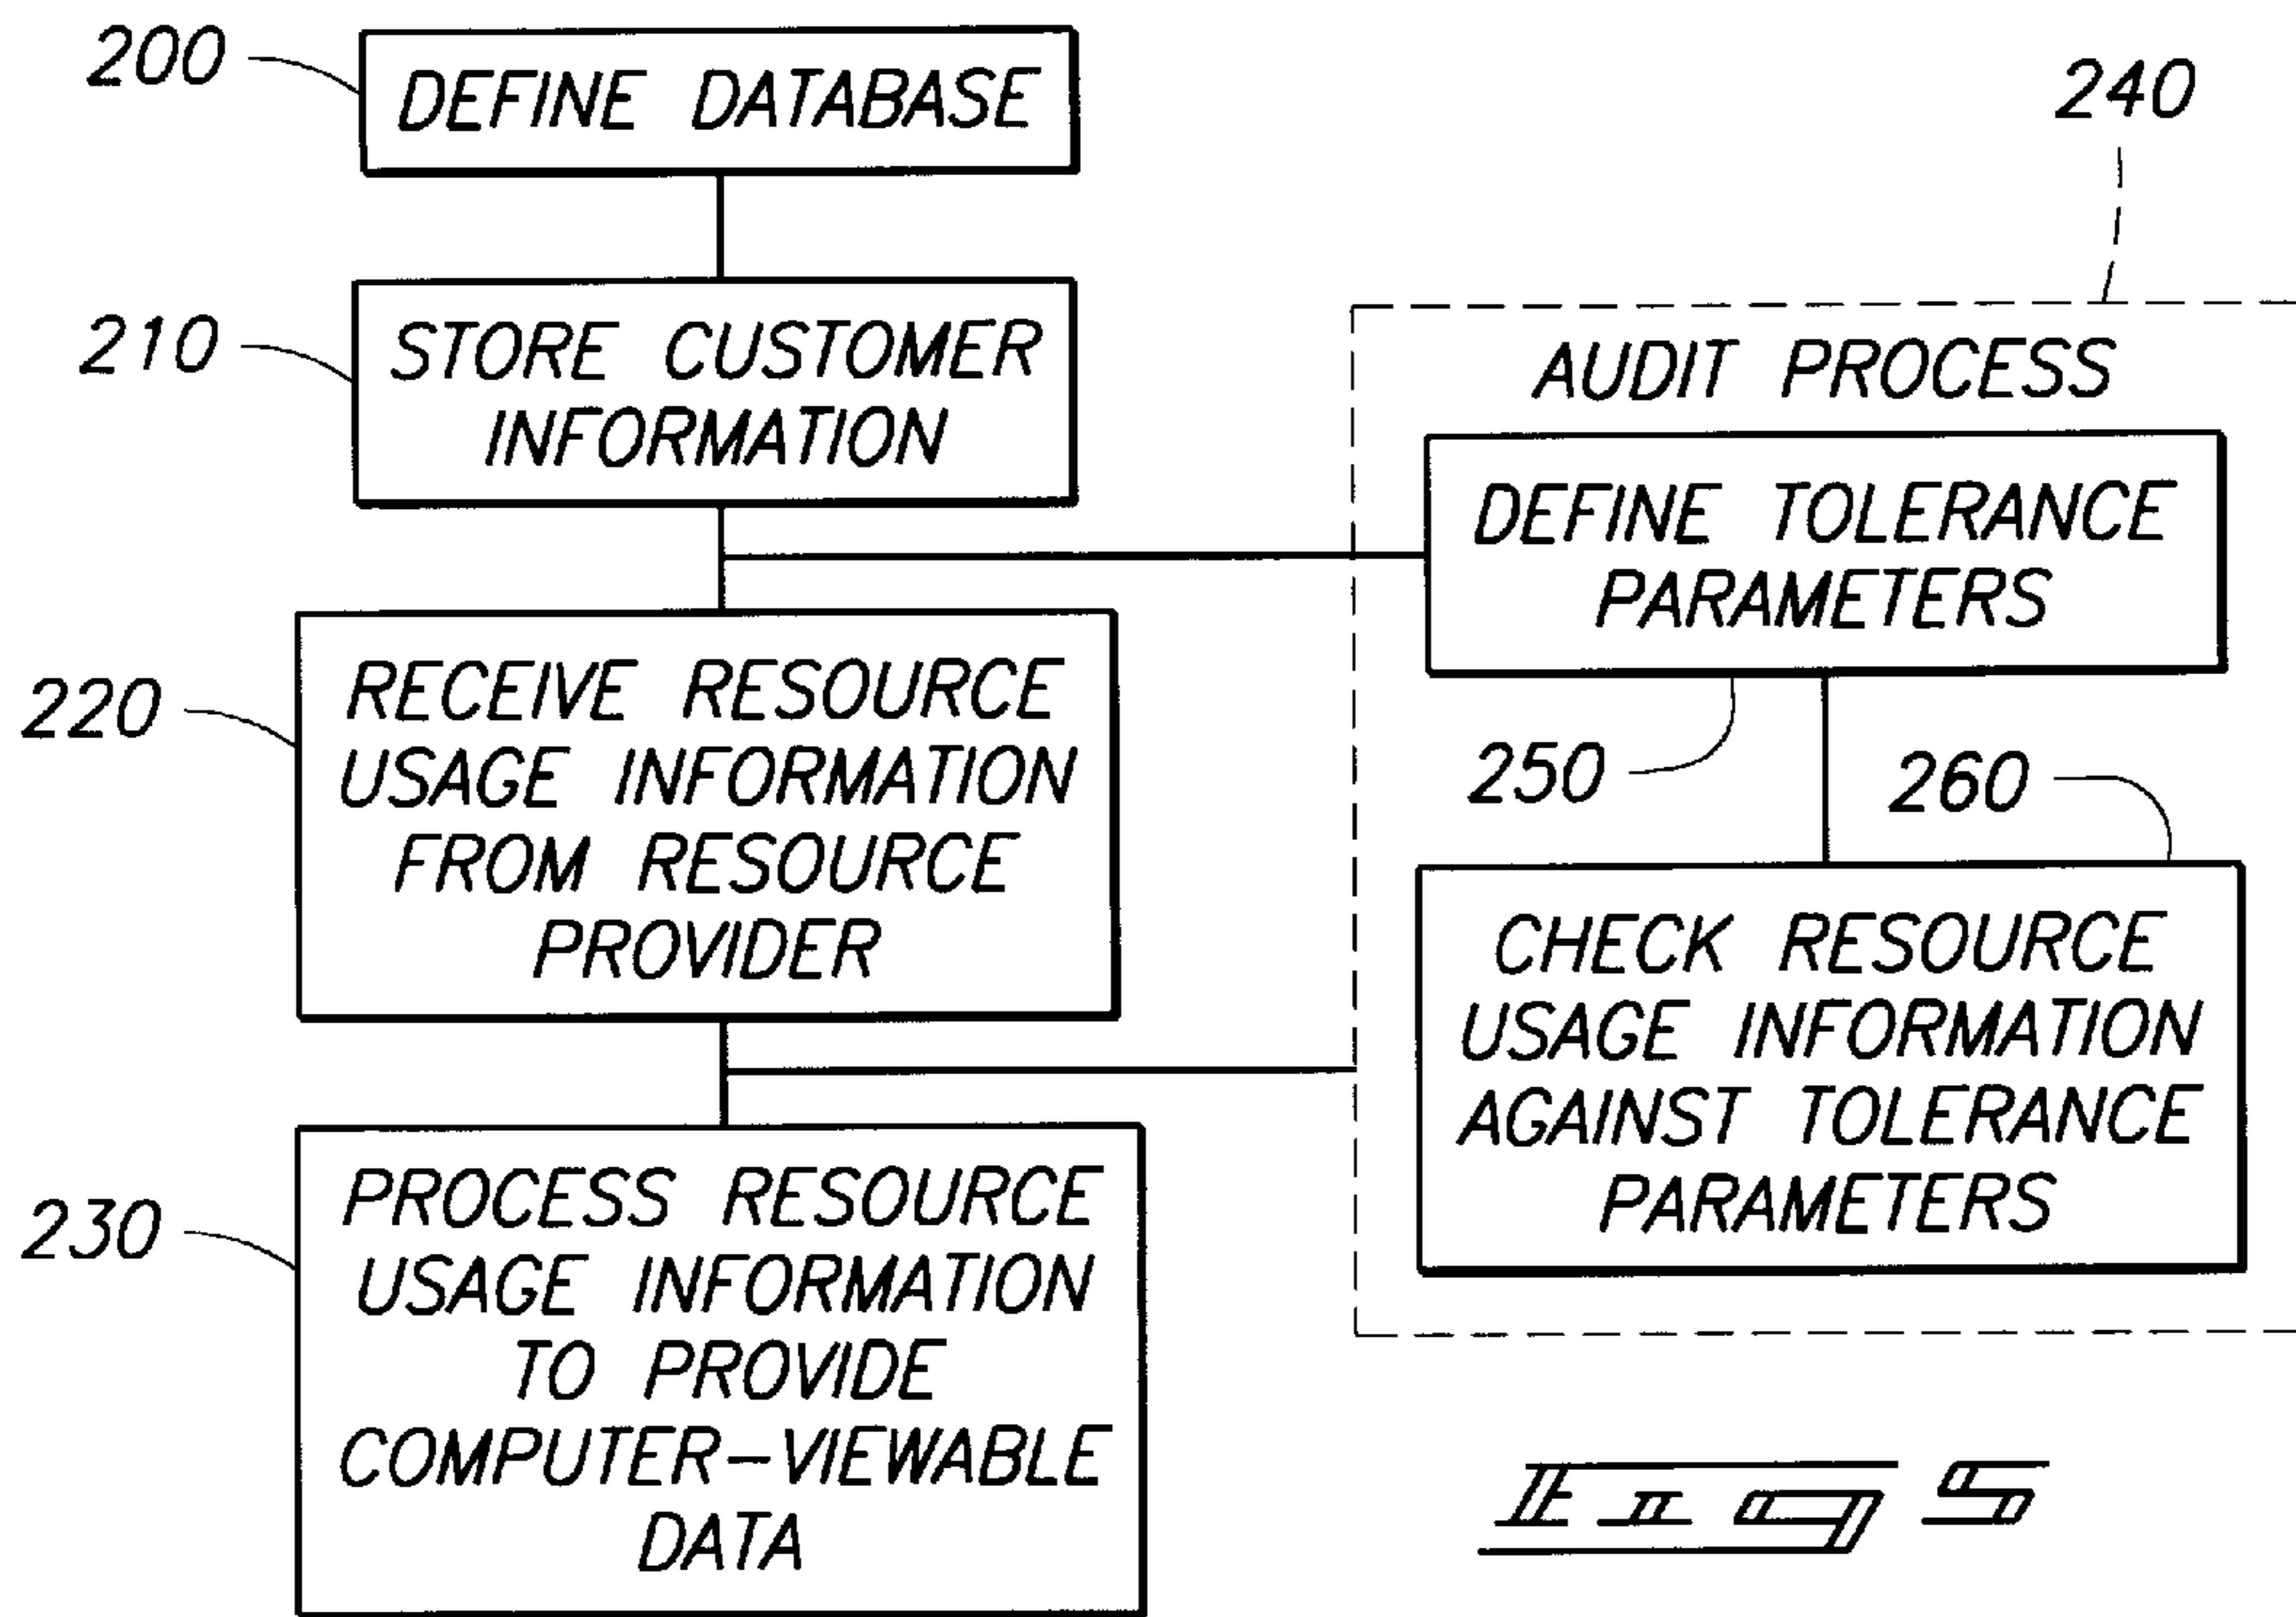 200
DEFINE DATABASE
210
STORE CUSTOMER
INFORMATION
220
RECEIVE RESOURCE
USAGE INFORMATION
FROM RESOURCE
PROVIDER
230
PROCESS RESOURCE
USAGE INFORMATION
TO PROVIDE
COMPUTER-VIEWABLE
DATA
240
AUDIT PROCESS
DEFINE TOLERANCE
PARAMETERS
250
260
CHECK RESOURCE
USAGE INFORMATION
AGAINST TOLERANCE
PARAMETERS
FIG 5